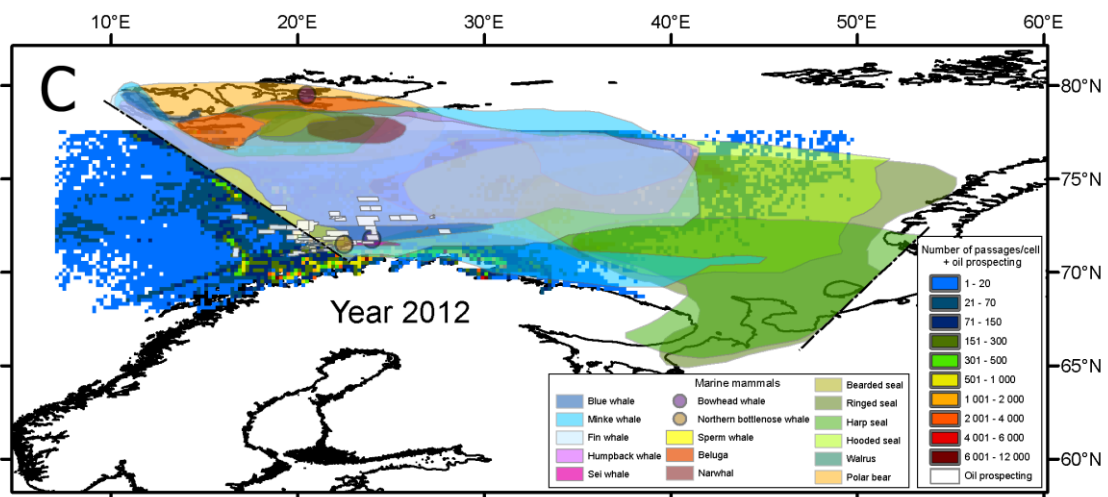 10°E 20°E 30°E 40°E 50°E 60°E
C
80°N
75°N
70°N
65°N
60°N
Year 2012
Number of passages/cell
+ oil prospecting
1 - 20
21 - 70
71 - 150
151 - 300
301 - 500
501 - 1 000
1 001 - 2 000
2 001 - 4 000
4 001 - 6 000
6 001 - 12 000
Oil prospecting
Marine mammals
Blue whale
Minke whale
Fin whale
Humpback whale
Sei whale
Bowhead whale
Northern bottlenose whale
Sperm whale
Beluga
Narwhal
Bearded seal
Ringed seal
Harp seal
Hooded seal
Walrus
Polar bear